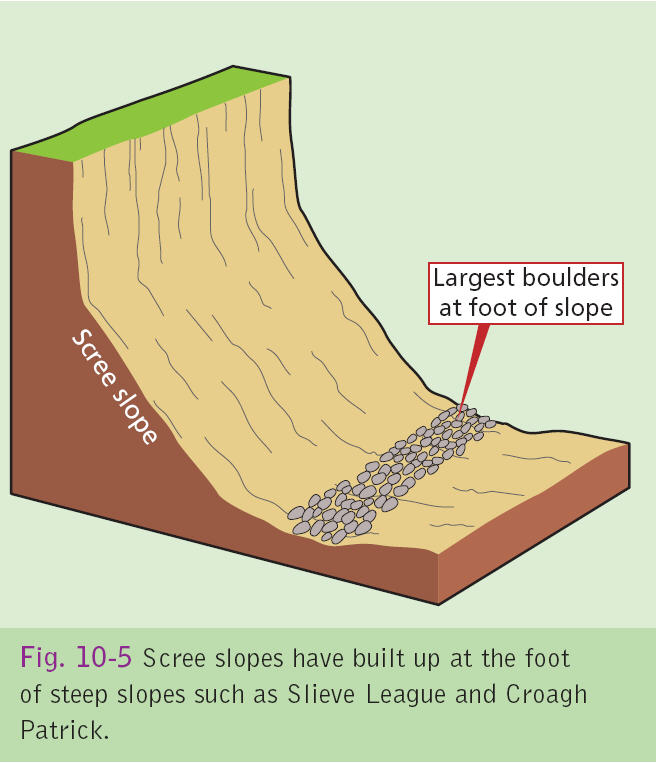 Largest boulders
at foot of slope
Scree slope
Fig. 10-5 Scree slopes have built up at the foot
of steep slopes such as Slieve League and Croagh
Patrick.